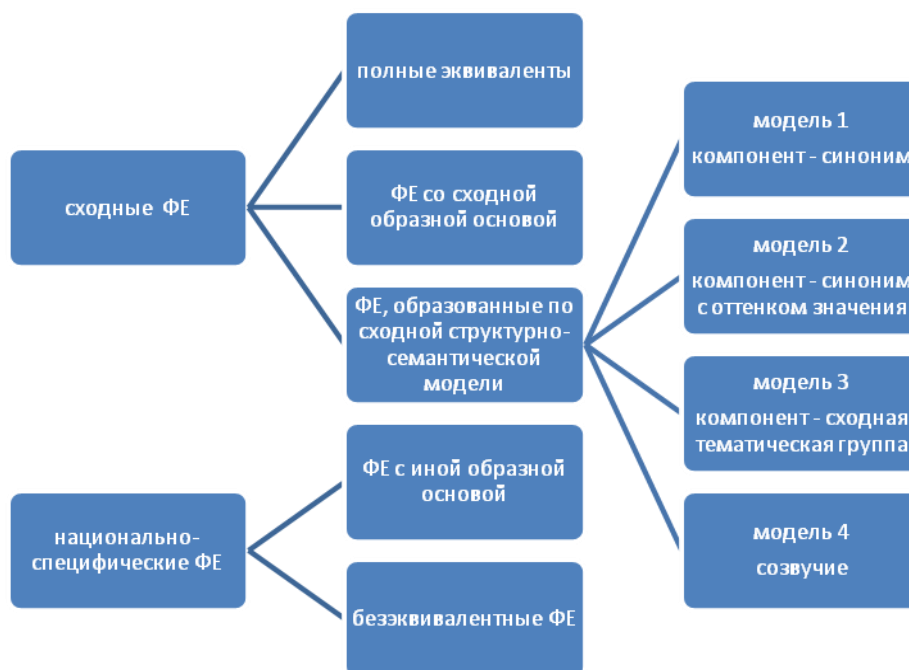 сходные ФЕ
полные эквиваленты
ФЕ со сходной
образной основой
ФЕ, образованные по
сходной структурно-
семантической
модели
модель 1
компонент - синоним
модель 2
компонент - синоним
с оттенком значения
модель 3
компонент - сходная
тематическая группа
модель 4
созвучие
национально-
специфические ФЕ
ФЕ с иной образной
основой
безэквивалентные ФЕ